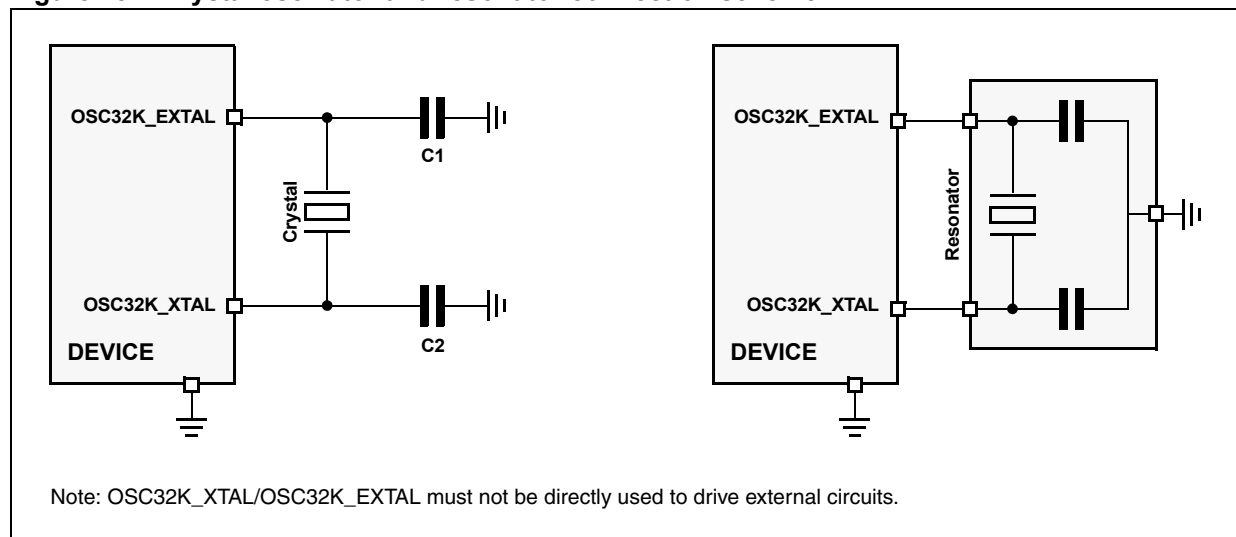 OSC32K_EXTAL
C1
Crystal
OSC32K_XTAL
C2
DEVICE
OSC32K_EXTAL
Resonator
OSC32K_XTAL
DEVICE
Note: OSC32K_XTAL/OSC32K_EXTAL must not be directly used to drive external circuits.